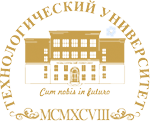 ТЕХНОЛОГИЧЕСКИЙ УНИВЕРСИТЕТ
Cum nobis in futuro
MCMXCVIII